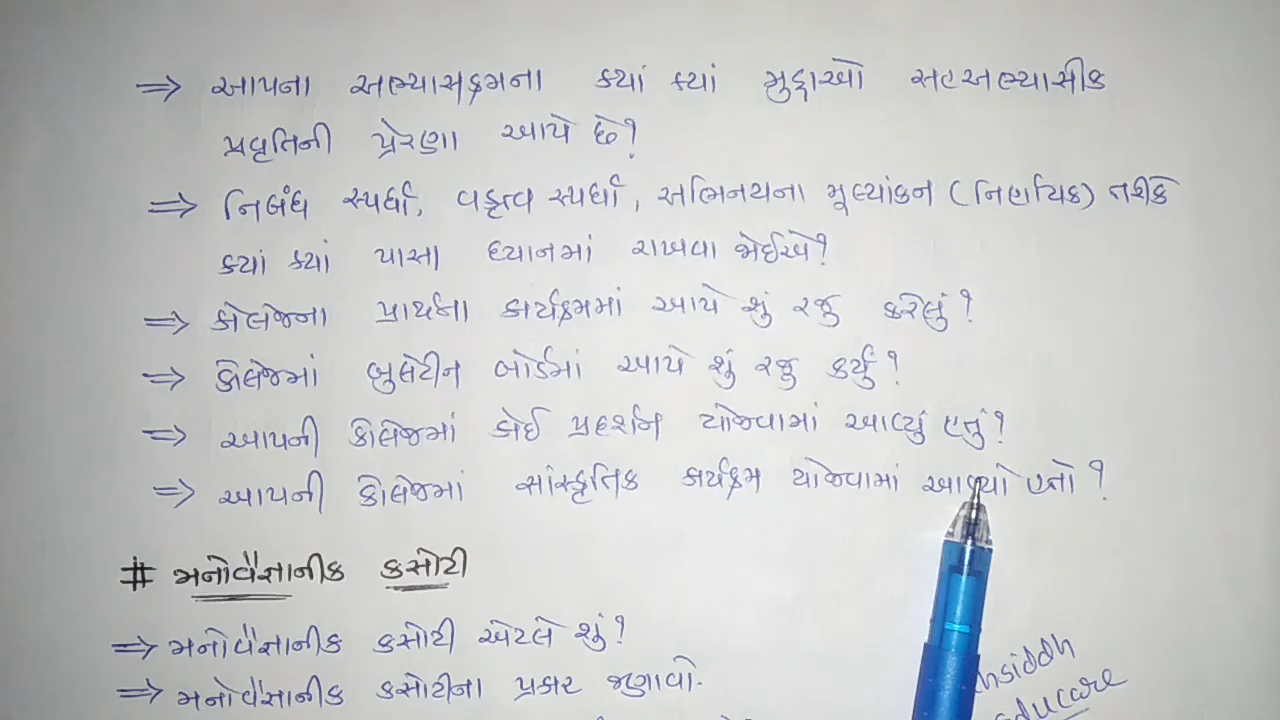 ⇒ આપના અભ્યાસક્રમના ક્યાં ક્યાં મુદ્દાઓ સહઅભ્યાસીક
પ્રવૃતિની પ્રેરણા આપે છે?
⇒ નિબંધ સ્પર્ધા, વકૃત્વ સ્પર્ધા, અભિનયના મૂલ્યાંકન (નિર્ણાયક) તરીકે
ક્યાં ક્યાં પાસા ધ્યાનમાં રાખવા જોઈએ?
⇒ કોલેજના પ્રાર્થના કાર્યક્રમમાં આપે શું રજુ કરેલું?
⇒ કોલેજમાં બુલેટીન બોર્ડમાં આપે શું રજુ કર્યું?
⇒ આપની કોલેજમાં કોઈ પ્રદર્શન યોજવામાં આવ્યું હતું?
⇒ આપની કોલેજમાં સાંસ્કૃતિક કાર્યક્રમ યોજવામાં આવ્યો હતો?
# મનોવૈજ્ઞાનીક કસોટી
⇒ મનોવૈજ્ઞાનીક કસોટી એટલે શું?
⇒ મનોવૈજ્ઞાનીક કસોટીના પ્રકાર જણાવો.
hsiddh
educare